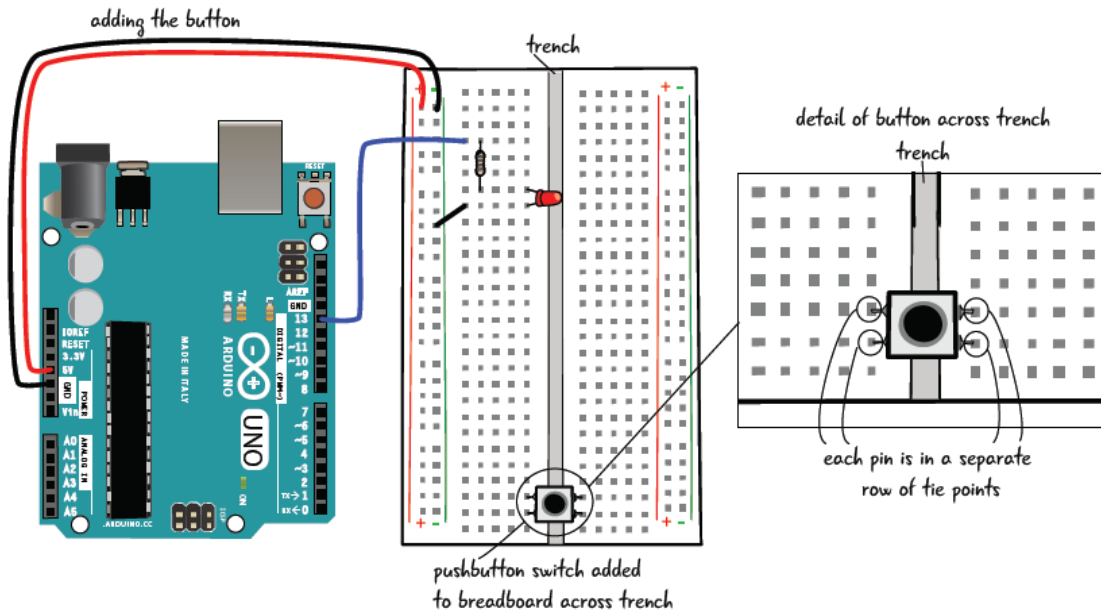 adding the button
trench
+ -
+ -
detail of button across trench
trench
RESET
AREF
GND
13
12
~11
~10
~9
8
7
~6
~5
4
~3
2
TX→1
RX←0
DIGITAL (PWM~)
RX
TX
L
IOREF
RESET
3.3V
5V
GND
Vin
POWER
A0
A1
A2
A3
A4
A5
ANALOG IN
MADE IN ITALY
ARDUINO
UNO
ON
ICSP
.ARDUINO.CC
+ -
+ -
each pin is in a separate
row of tie points
pushbutton switch added
to breadboard across trench